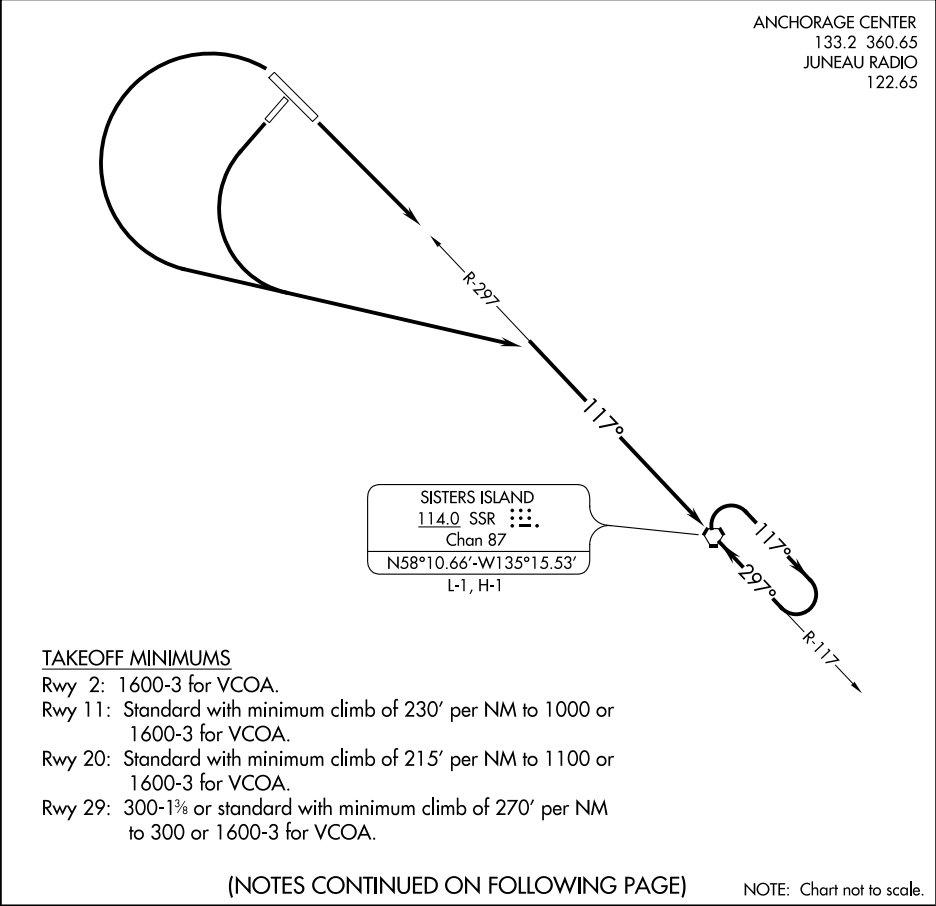 ANCHORAGE CENTER
133.2 360.65
JUNEAU RADIO
122.65
R-297
117°
SISTERS ISLAND
114.0 SSR
Chan 87
N58°10.66'-W135°15.53'
L-1, H-1
117°
297°
R-117
TAKEOFF MINIMUMS
Rwy 2: 1600-3 for VCOA.
Rwy 11: Standard with minimum climb of 230' per NM to 1000 or
1600-3 for VCOA.
Rwy 20: Standard with minimum climb of 215' per NM to 1100 or
1600-3 for VCOA.
Rwy 29: 300-1⅜ or standard with minimum climb of 270' per NM
to 300 or 1600-3 for VCOA.
(NOTES CONTINUED ON FOLLOWING PAGE)
NOTE: Chart not to scale.